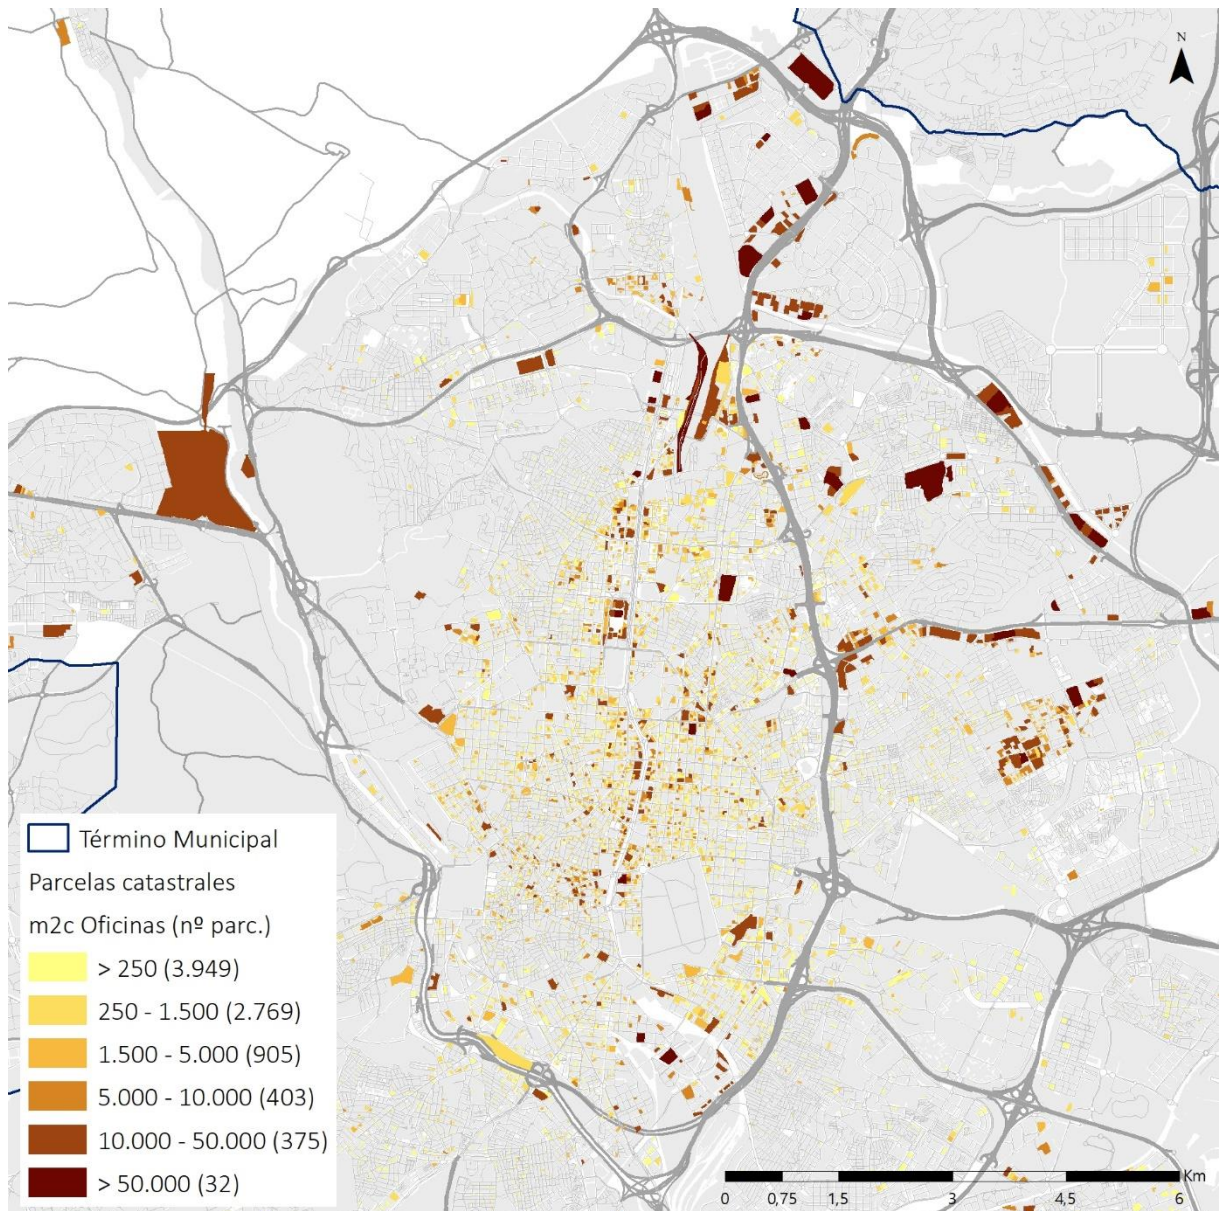 N
Término Municipal
Parcelas catastrales
m2c Oficinas (nº parc.)
> 250 (3.949)
250 - 1.500 (2.769)
1.500 - 5.000 (905)
5.000 - 10.000 (403)
10.000 - 50.000 (375)
> 50.000 (32)
Km
0 0,75 1,5 3 4,5 6